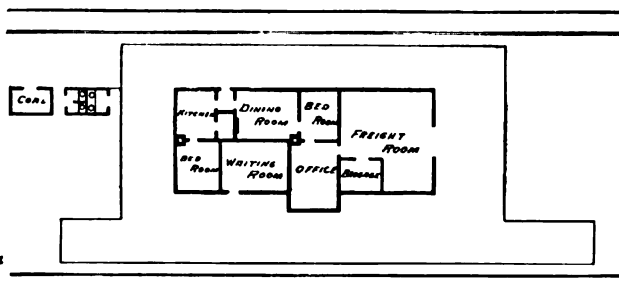 COAL
KITCHEN
DINING
ROOM
BED
ROOM
FREIGHT
ROOM
BED
ROOM
WRITING
ROOM
OFFICE
BAGGAGE